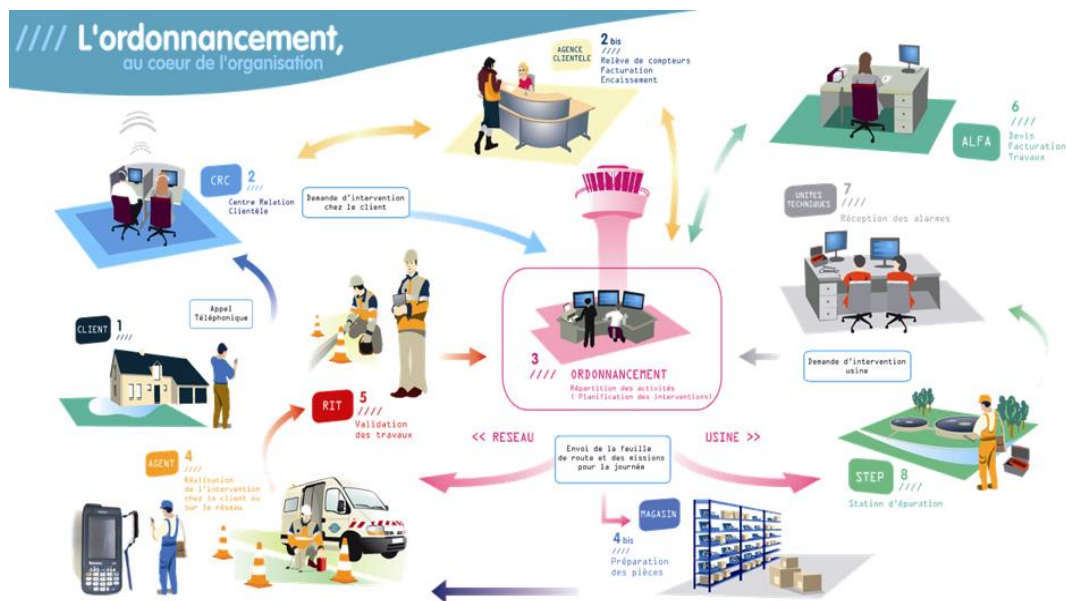 //// L'ordonnancement,
au coeur de l'organisation
AGENCE
CLIENTELE
2 bis
////
Relève de compteurs
Facturation
Encaissement
6
////
ALFA
Devis
Facturation
Travaux
CRC
2
////
Centre Relation
Clientèle
Demande d'intervention
chez le client
UNITES
TECHNIQUES
7
////
Réception des alarmes
Appel
Téléphonique
CLIENT
1
////
3
////
ORDONNANCEMENT
Répartition des activités
( Planification des interventions)
Demande d'intervention
usine
RIT
5
////
Validation
des travaux
<< RESEAU
USINE >>
Envoi de la feuille
de route et des missions
pour la journée
AGENT
4
////
Réalisation
de l'intervention
chez le client ou
sur le réseau
STEP
8
////
Station d'épuration
MAGASIN
4 bis
////
Préparation
des pièces